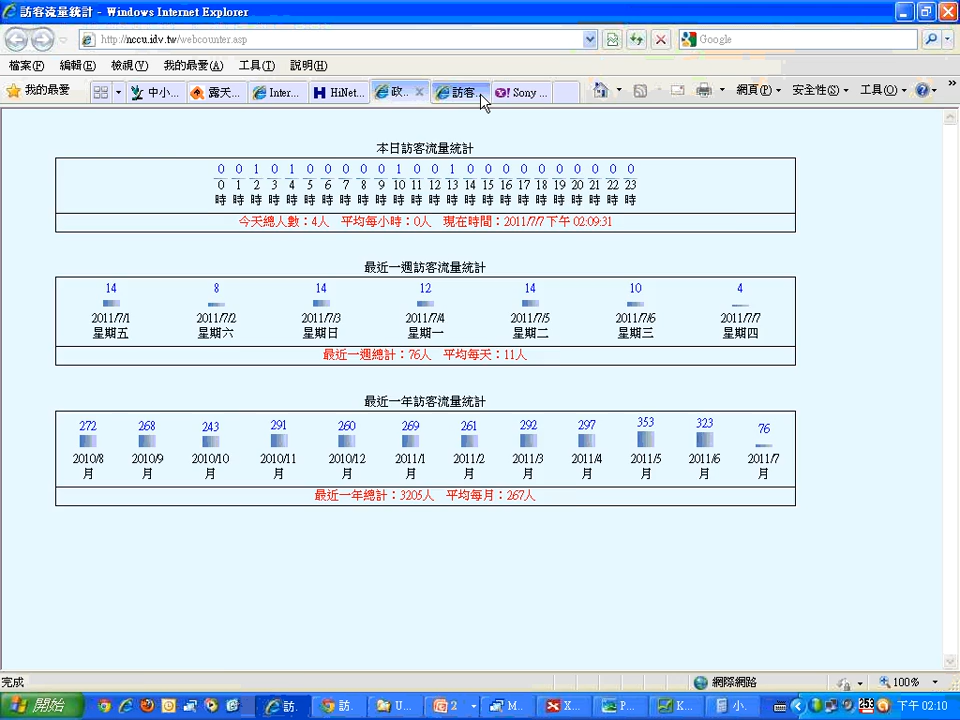 訪客流量統計 - Windows Internet Explorer
http://nccu.idv.tw/webcounter.asp
Google
檔案(F) 編輯(E) 檢視(V) 我的最愛(A) 工具(T) 說明(H)
我的最愛 中小... 露天... Inter... HiNet... 政... 訪客... Sony ... 網頁(P) 安全性(S) 工具(O) »
本日訪客流量統計
0 0 1 0 1 0 0 0 0 0 1 0 0 1 0 0 0 0 0 0 0 0 0 0
0 1 2 3 4 5 6 7 8 9 10 11 12 13 14 15 16 17 18 19 20 21 22 23
時 時 時 時 時 時 時 時 時 時 時 時 時 時 時 時 時 時 時 時 時 時 時 時
今天總人數：4人 平均每小時：0人 現在時間：2011/7/7 下午 02:09:31
最近一週訪客流量統計
14 8 14 12 14 10 4
2011/7/1 2011/7/2 2011/7/3 2011/7/4 2011/7/5 2011/7/6 2011/7/7
星期五 星期六 星期日 星期一 星期二 星期三 星期四
最近一週總計：76人 平均每天：11人
最近一年訪客流量統計
272 268 243 291 260 269 261 292 297 353 323 76
2010/8 2010/9 2010/10 2010/11 2010/12 2011/1 2011/2 2011/3 2011/4 2011/5 2011/6 2011/7
月 月 月 月 月 月 月 月 月 月 月 月
最近一年總計：3205人 平均每月：267人
完成 網際網路 100%
開始 訪. 訪. U... 2 M... X... P... K... 小. 下午 02:10